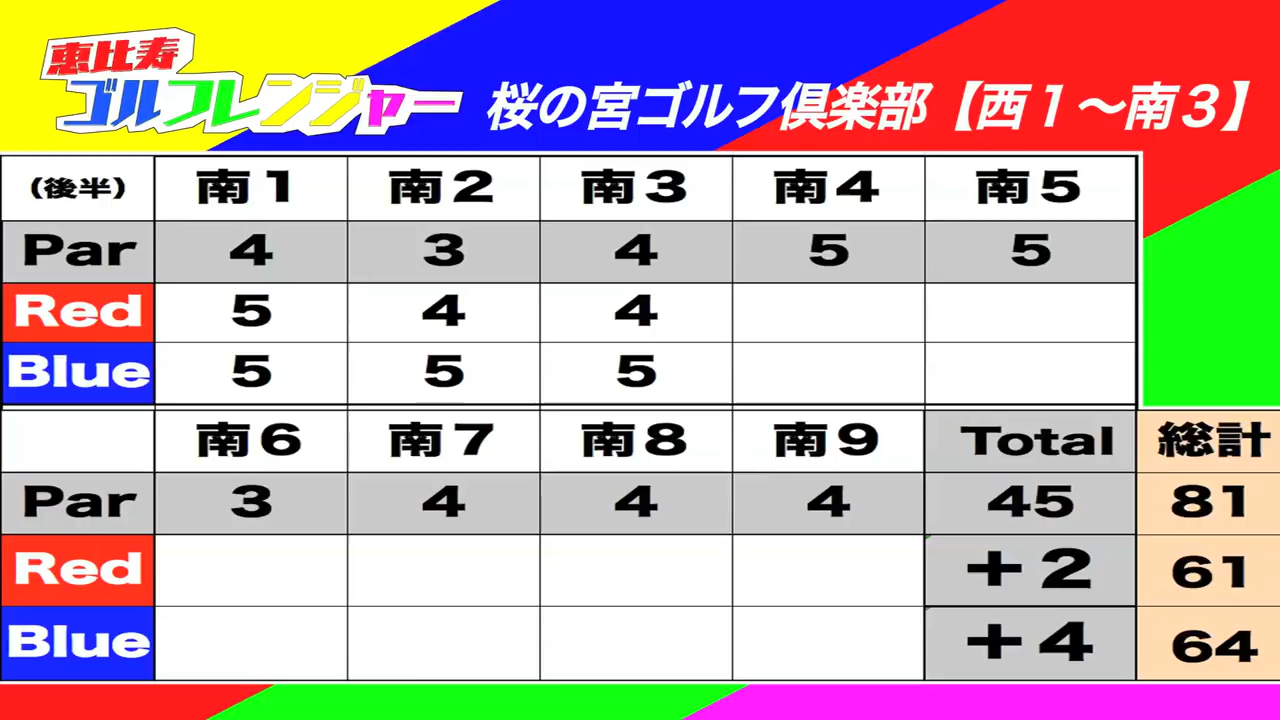 恵比寿
ゴルフレンジャー
桜の宮ゴルフ倶楽部【西１～南３】
（後半） 南１ 南２ 南３ 南４ 南５
Par 4 3 4 5 5
Red 5 4 4
Blue 5 5 5
南６ 南７ 南８ 南９ Total 総計
Par 3 4 4 4 45 81
Red ＋2 61
Blue ＋4 64